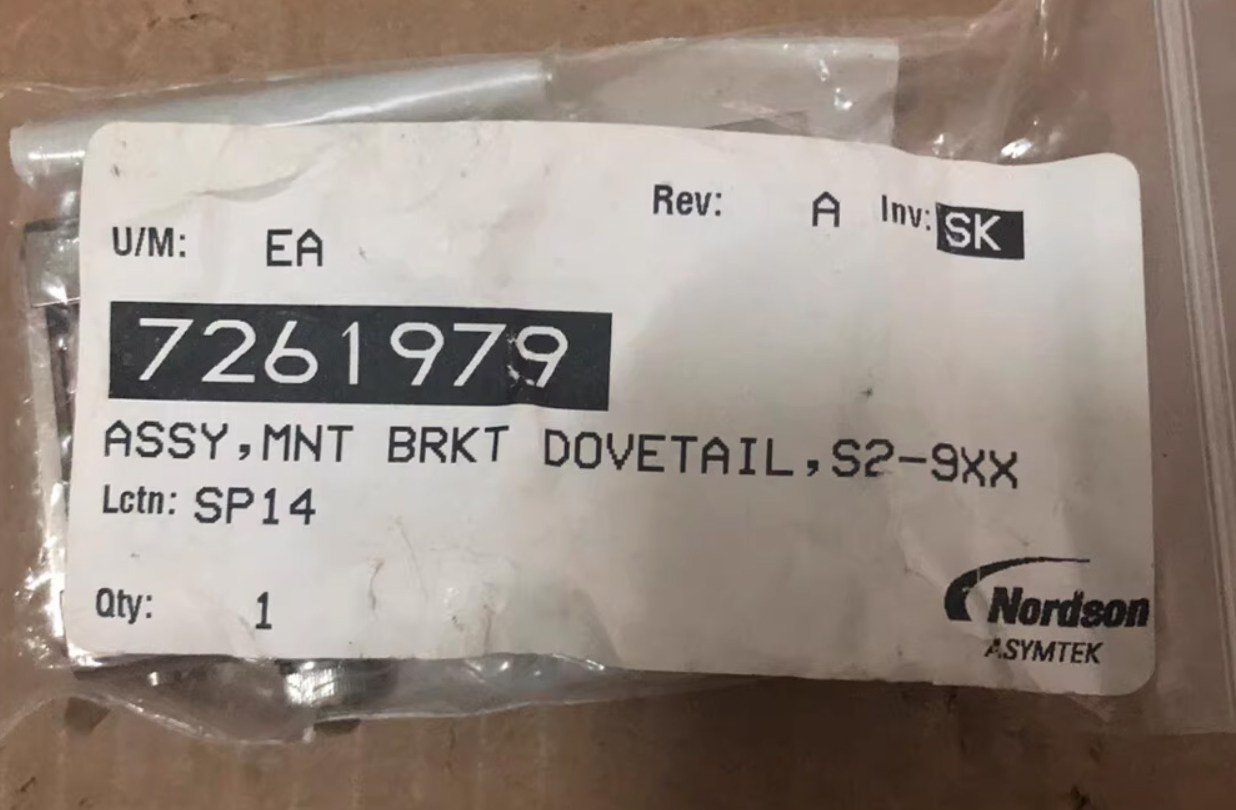 Rev: A Inv: SK
U/M: EA
7261979
ASSY,MNT BRKT DOVETAIL,S2-9XX
Lctn: SP14
Qty: 1
Nordson
ASYMTEK